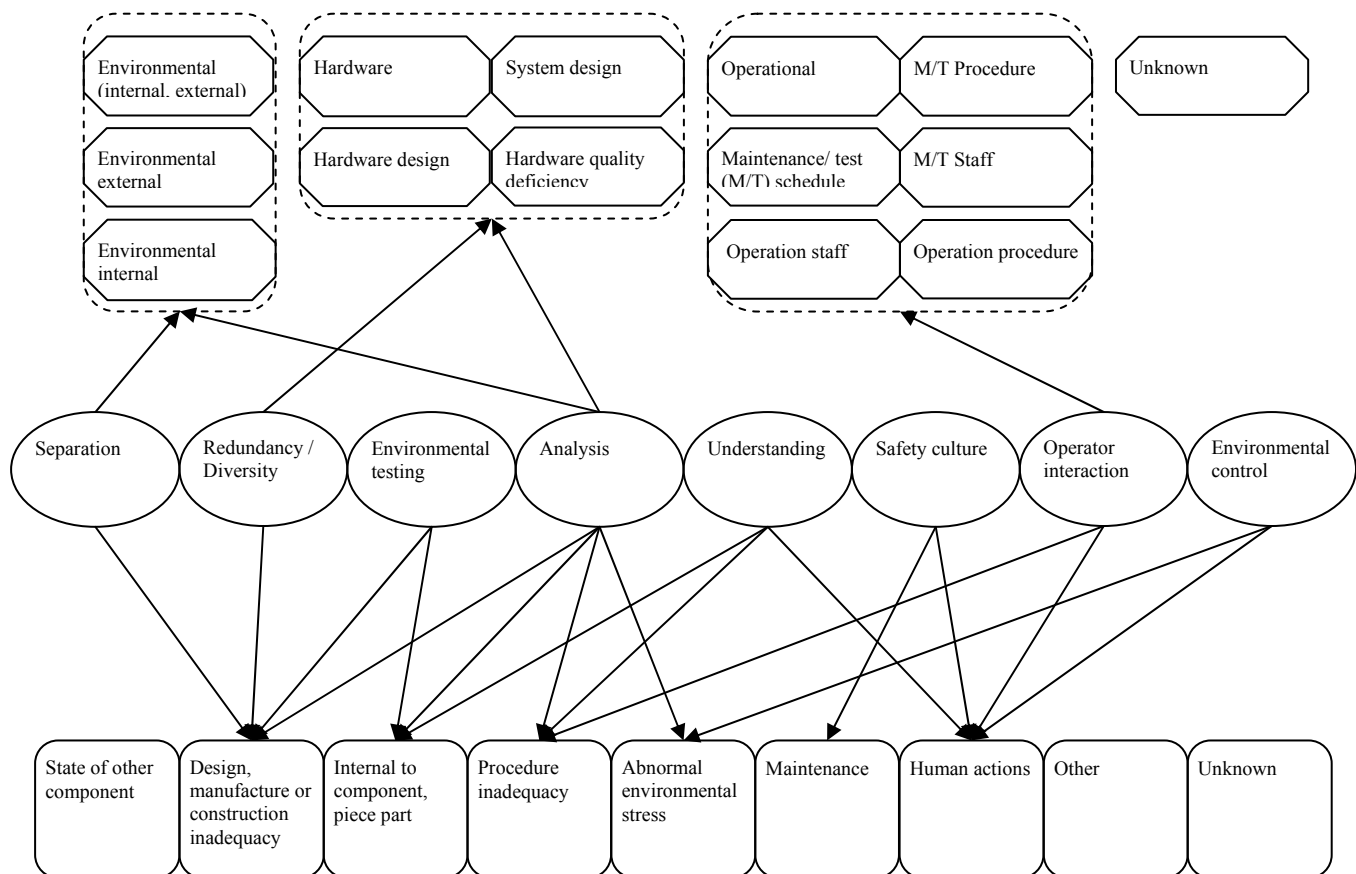 Environmental
(internal, external)
Hardware
System design
Operational
M/T Procedure
Unknown
Environmental
external
Hardware design
Hardware quality
deficiency
Maintenance/ test
(M/T) schedule
M/T Staff
Environmental
internal
Operation staff
Operation procedure
Separation
Redundancy /
Diversity
Environmental
testing
Analysis
Understanding
Safety culture
Operator
interaction
Environmental
control
State of other
component
Design,
manufacture or
construction
inadequacy
Internal to
component,
piece part
Procedure
inadequacy
Abnormal
environmental
stress
Maintenance
Human actions
Other
Unknown